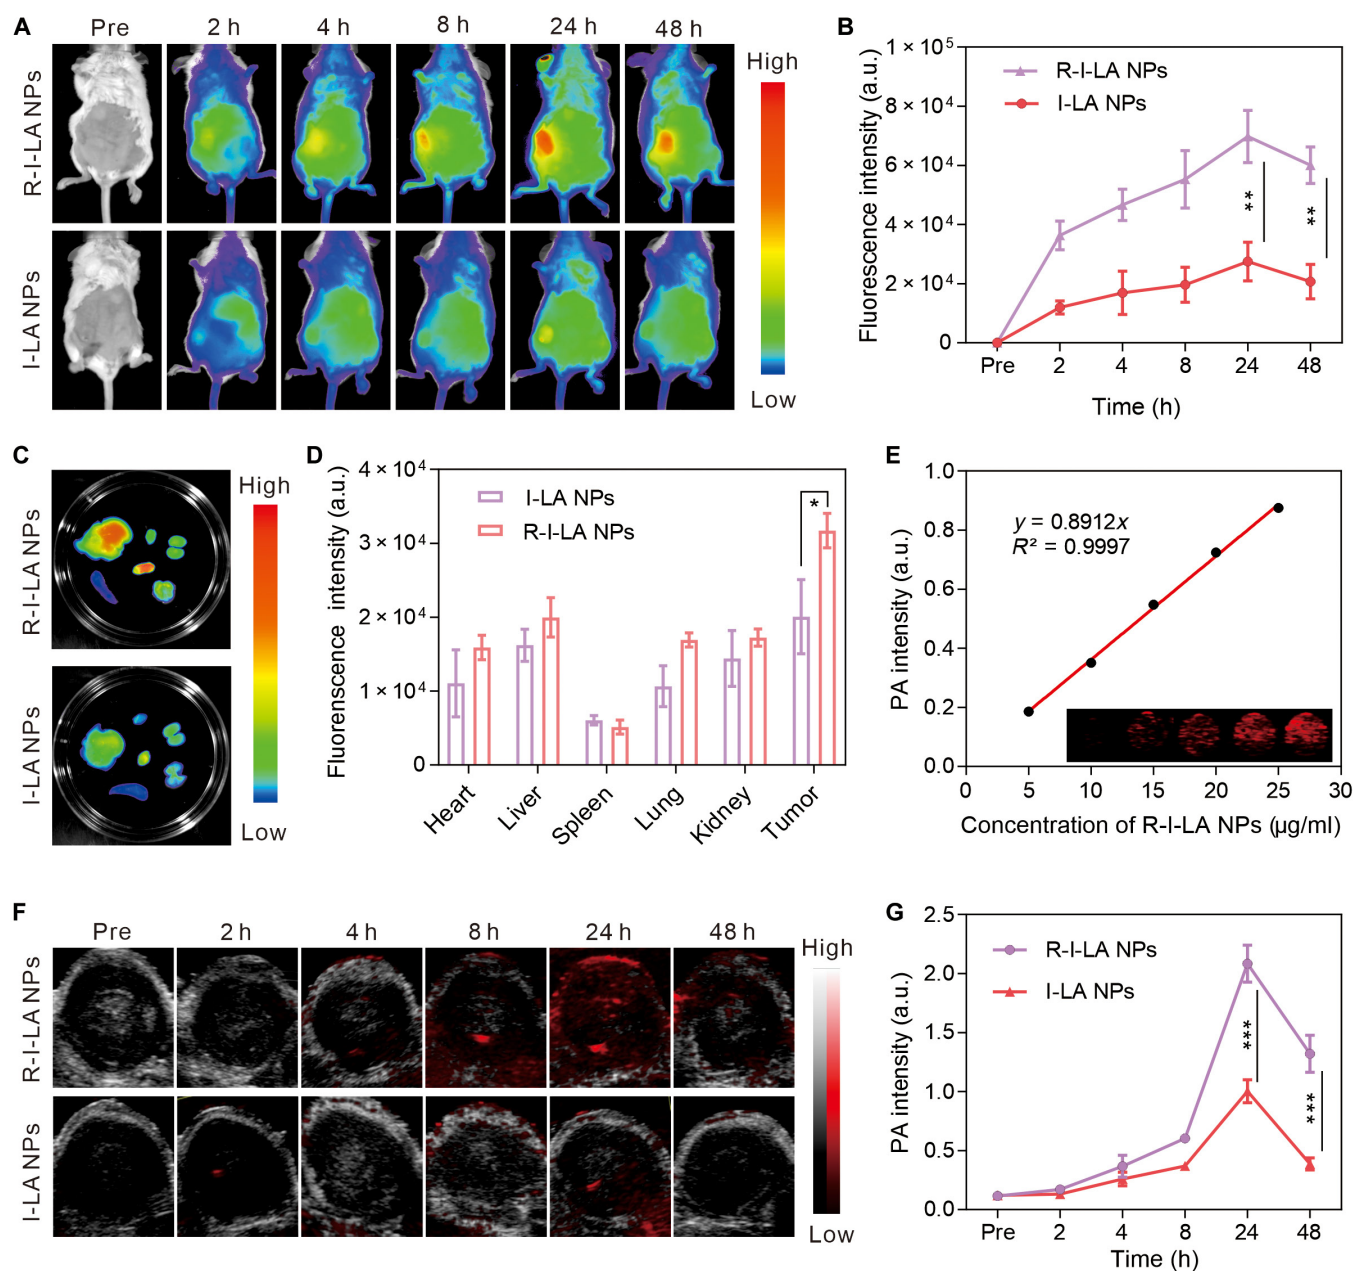 A
Pre 2 h 4 h 8 h 24 h 48 h
R-I-LA NPs
I-LA NPs
High
Low
B
Fluorescence intensity (a.u.)
1 × 10⁵
8 × 10⁴
6 × 10⁴
4 × 10⁴
2 × 10⁴
0
R-I-LA NPs
I-LA NPs
**
**
Pre 2 4 8 24 48
Time (h)
C
R-I-LA NPs
I-LA NPs
High
Low
D
Fluorenscence intensity (a.u.)
4 × 10⁴
3 × 10⁴
2 × 10⁴
1 × 10⁴
0
I-LA NPs
R-I-LA NPs
*
Heart Liver Spleen Lung Kidney Tumor
E
PA intensity (a.u.)
1.0
0.8
0.6
0.4
0.2
0.0
y = 0.8912x
R² = 0.9997
0 5 10 15 20 25 30
Concentration of R-I-LA NPs (µg/ml)
F
Pre 2 h 4 h 8 h 24 h 48 h
R-I-LA NPs
I-LA NPs
High
Low
G
PA intensity (a.u.)
2.5
2.0
1.5
1.0
0.5
0.0
R-I-LA NPs
I-LA NPs
***
***
Pre 2 4 8 24 48
Time (h)